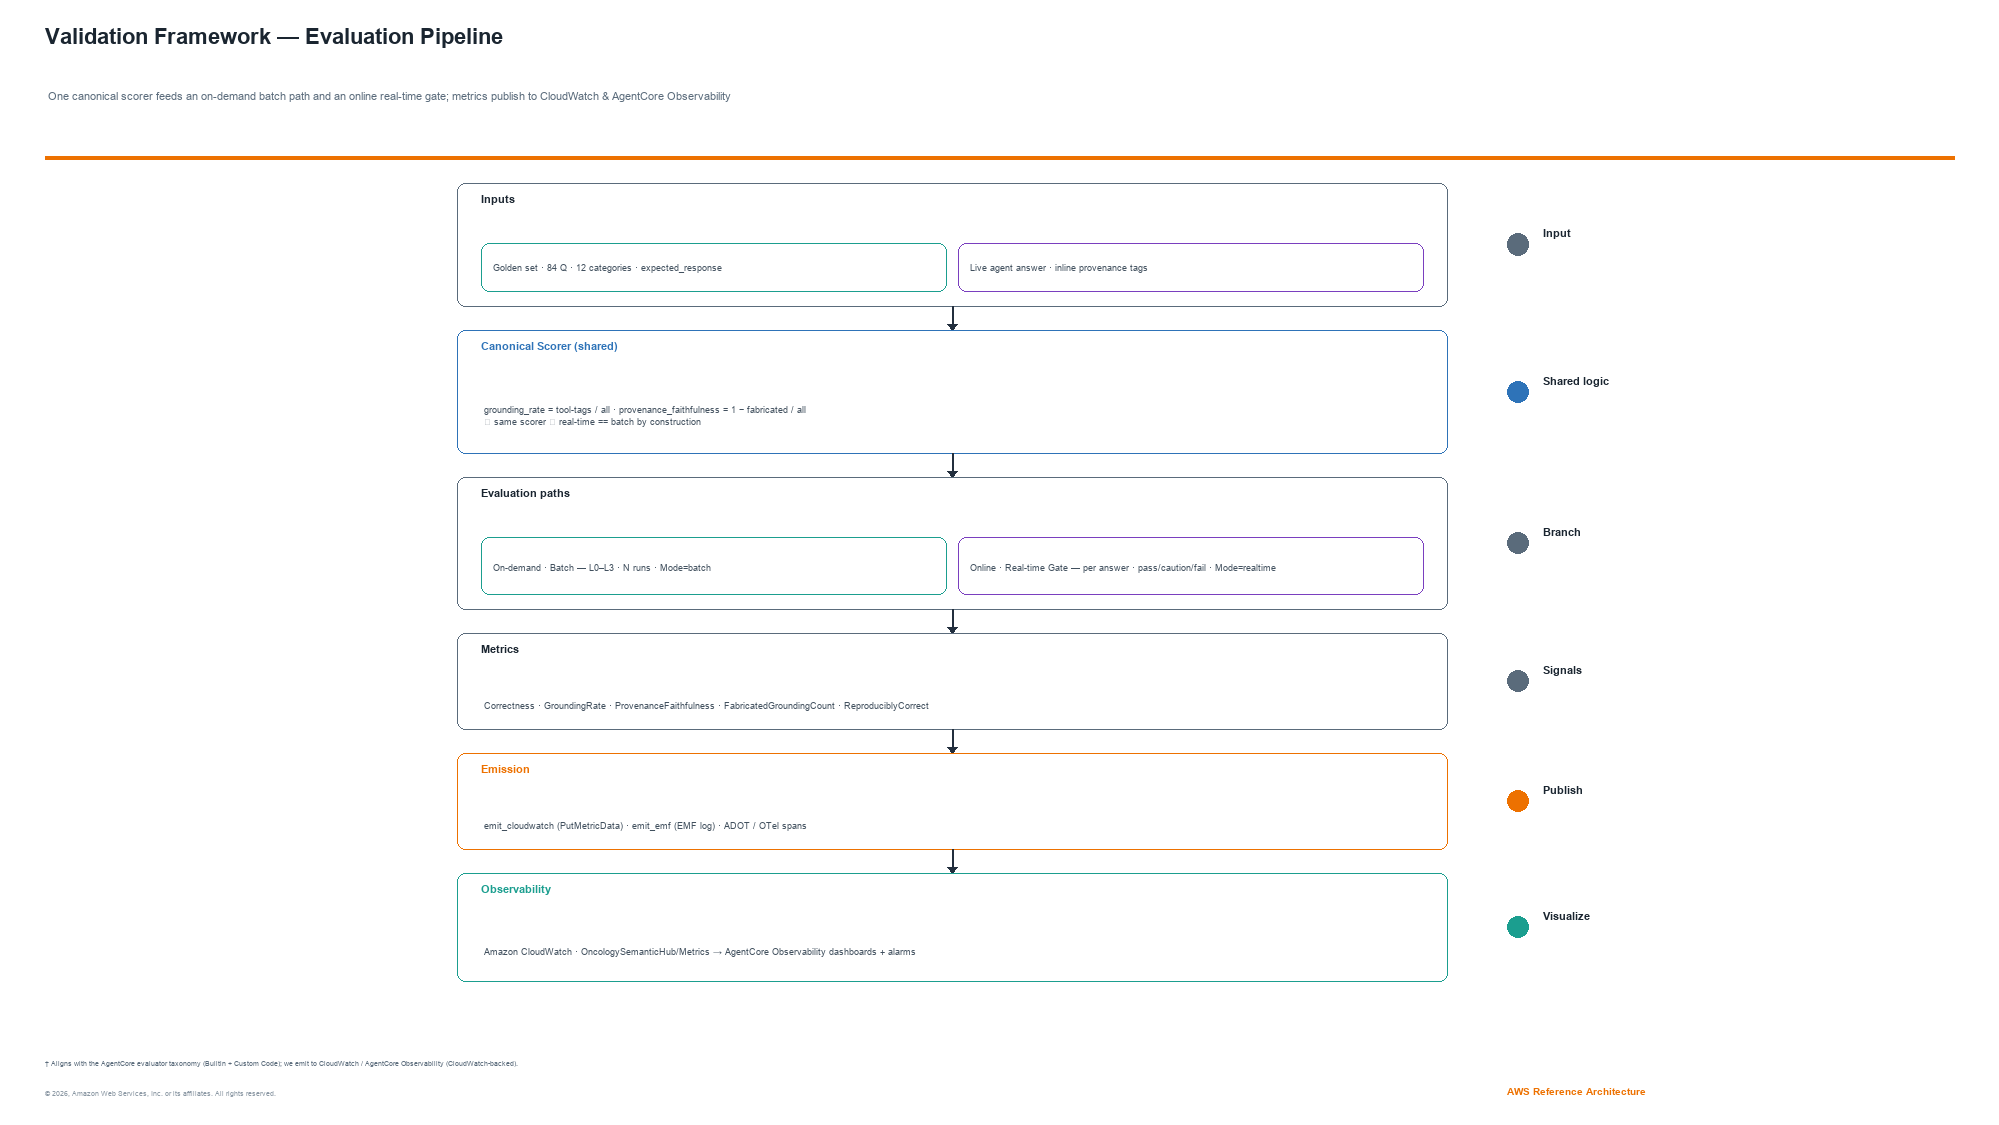 Validation Framework — Evaluation Pipeline
One canonical scorer feeds an on-demand batch path and an online real-time gate; metrics publish to CloudWatch & AgentCore Observability
Inputs
Golden set · 84 Q · 12 categories · expected_response
Live agent answer · inline provenance tags
Input
Canonical Scorer (shared)
grounding_rate = tool-tags / all · provenance_faithfulness = 1 − fabricated / all
□ same scorer □ real-time == batch by construction
Shared logic
Evaluation paths
On-demand · Batch — L0–L3 · N runs · Mode=batch
Online · Real-time Gate — per answer · pass/caution/fail · Mode=realtime
Branch
Metrics
Correctness · GroundingRate · ProvenanceFaithfulness · FabricatedGroundingCount · ReproduciblyCorrect
Signals
Emission
emit_cloudwatch (PutMetricData) · emit_emf (EMF log) · ADOT / OTel spans
Publish
Observability
Amazon CloudWatch · OncologySemanticHub/Metrics → AgentCore Observability dashboards + alarms
Visualize
† Aligns with the AgentCore evaluator taxonomy (Builtin + Custom Code); we emit to CloudWatch / AgentCore Observability (CloudWatch-backed).
© 2026, Amazon Web Services, Inc. or its affiliates. All rights reserved.
AWS Reference Architecture